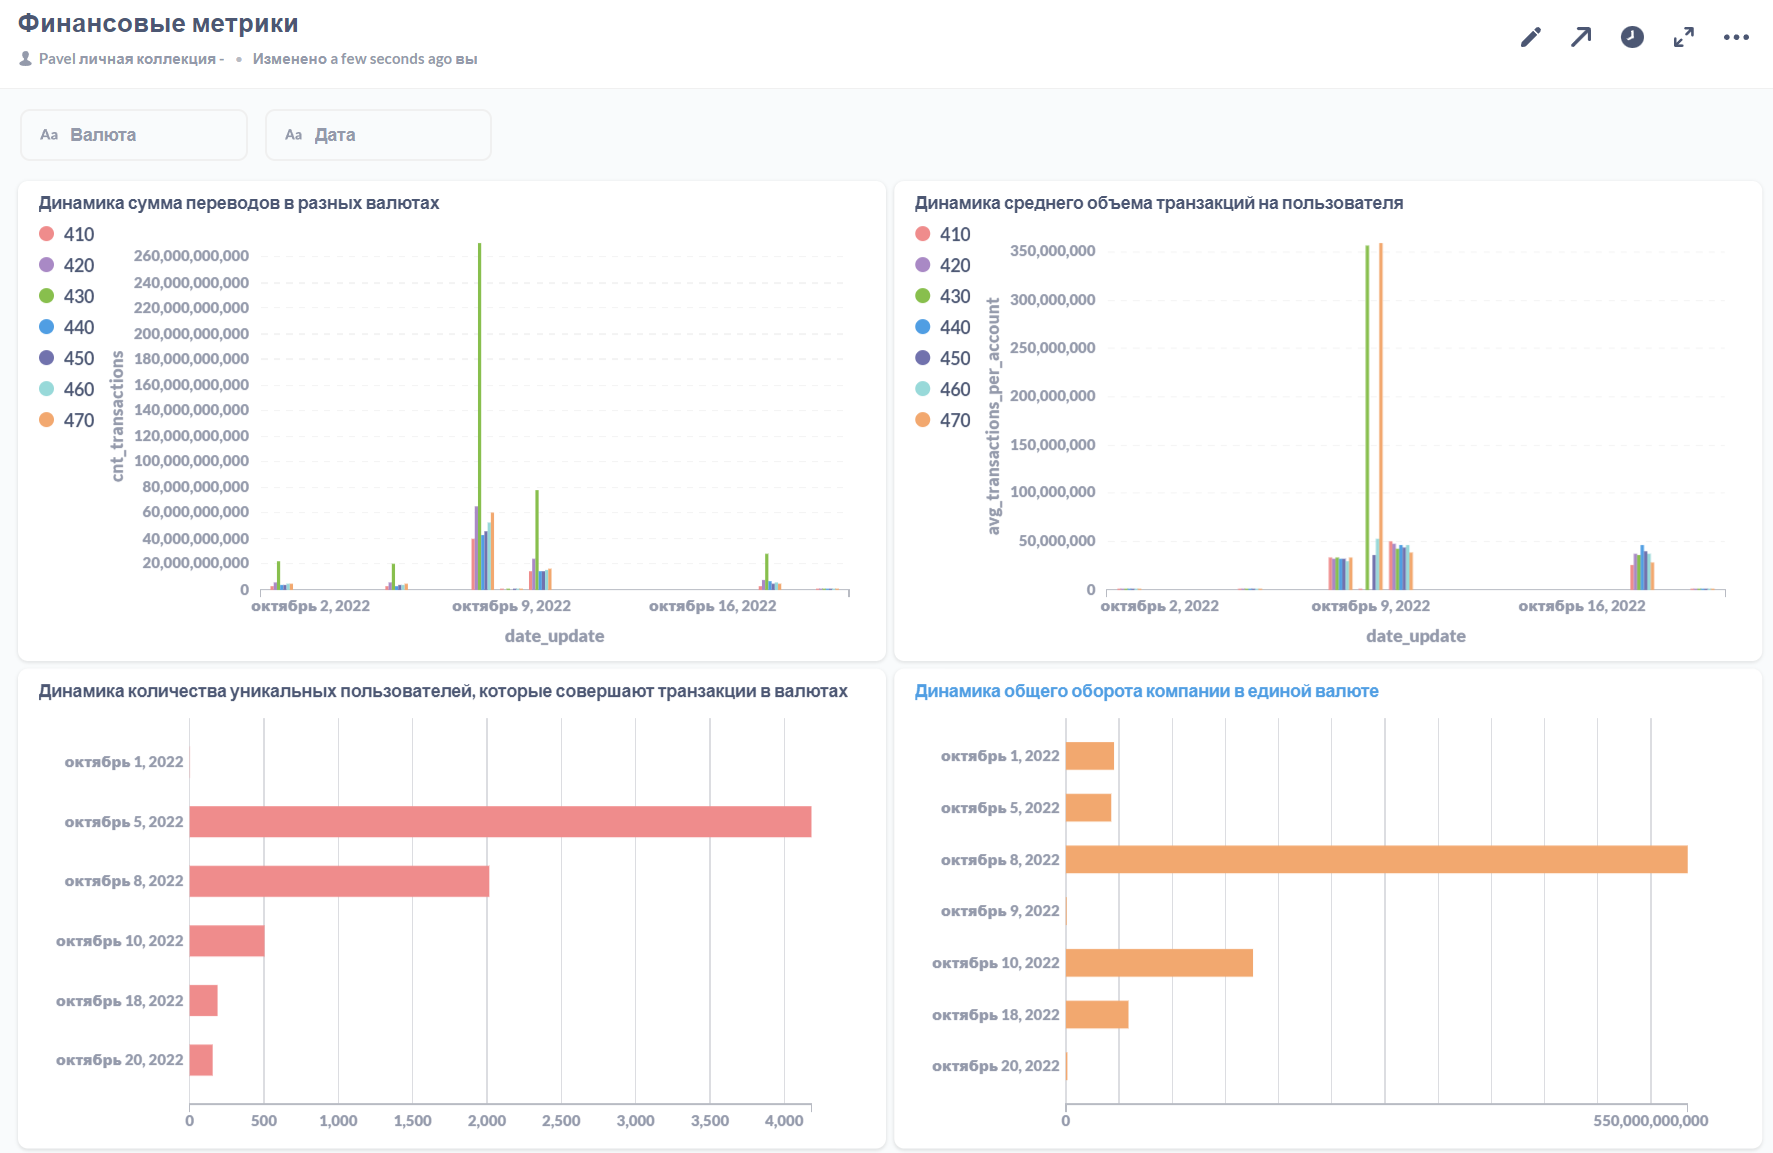 Финансовые метрики
Pavel личная коллекция - • Изменено a few seconds ago вы
Aa Валюта
Aa Дата
Динамика сумма переводов в разных валютах
410
420
430
440
450
460
470
cnt_transactions
260,000,000,000
240,000,000,000
220,000,000,000
200,000,000,000
180,000,000,000
160,000,000,000
140,000,000,000
120,000,000,000
100,000,000,000
80,000,000,000
60,000,000,000
40,000,000,000
20,000,000,000
0
октябрь 2, 2022
октябрь 9, 2022
октябрь 16, 2022
date_update
Динамика среднего объема транзакций на пользователя
410
420
430
440
450
460
470
avg_transactions_per_account
350,000,000
300,000,000
250,000,000
200,000,000
150,000,000
100,000,000
50,000,000
0
октябрь 2, 2022
октябрь 9, 2022
октябрь 16, 2022
date_update
Динамика количества уникальных пользователей, которые совершают транзакции в валютах
октябрь 1, 2022
октябрь 5, 2022
октябрь 8, 2022
октябрь 10, 2022
октябрь 18, 2022
октябрь 20, 2022
0
500
1,000
1,500
2,000
2,500
3,000
3,500
4,000
Динамика общего оборота компании в единой валюте
октябрь 1, 2022
октябрь 5, 2022
октябрь 8, 2022
октябрь 9, 2022
октябрь 10, 2022
октябрь 18, 2022
октябрь 20, 2022
0
550,000,000,000